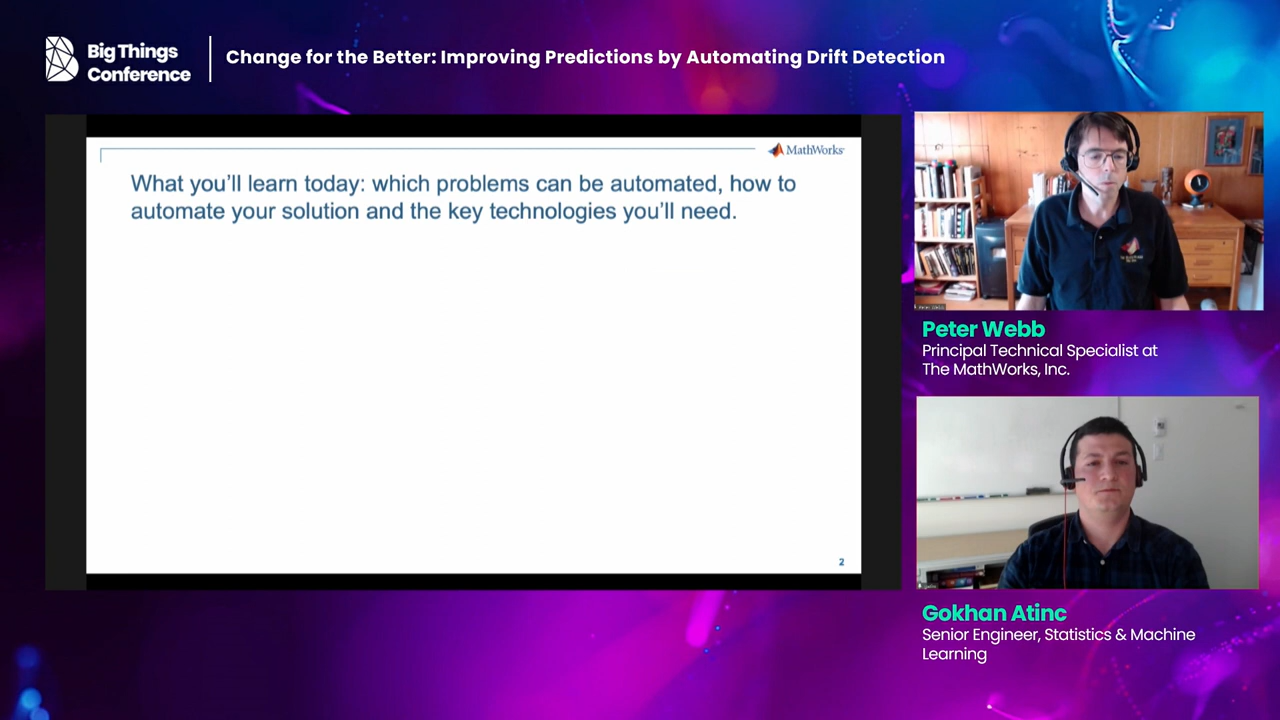 Big Things
Conference
Change for the Better: Improving Predictions by Automating Drift Detection
MathWorks
What you'll learn today: which problems can be automated, how to
automate your solution and the key technologies you'll need.
2
Peter Webb
Principal Technical Specialist at
The MathWorks, Inc.
Gokhan Atinc
Senior Engineer, Statistics & Machine
Learning